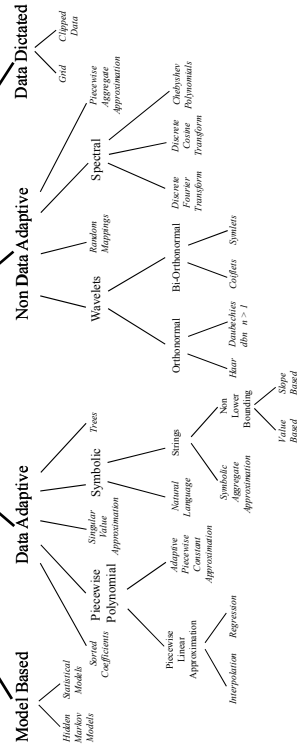 Model Based
Data Adaptive
Non Data Adaptive
Data Dictated
Hidden
Markov
Models
Statistical
Models
Sorted
Coefficients
Piecewise
Polynomial
Singular
Value
Approximation
Symbolic
Trees
Wavelets
Random
Mappings
Spectral
Piecewise
Aggregate
Approximation
Grid
Clipped
Data
Piecewise
Linear
Approximation
Adaptive
Piecewise
Constant
Approximation
Natural
Language
Strings
Orthonormal
Bi-Orthonormal
Discrete
Fourier
Transform
Discrete
Cosine
Transform
Chebyshev
Polynomials
Interpolation
Regression
Symbolic
Aggregate
Approximation
Non
Lower
Bounding
Haar
Daubechies
dbn n > 1
Coiflets
Symlets
Value
Based
Slope
Based